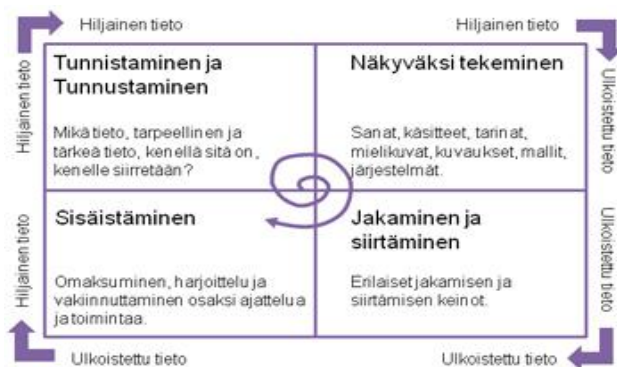 Hiljainen tieto
Hiljainen tieto
Hiljainen tieto
Tunnistaminen ja
Tunnustaminen
Mikä tieto, tarpeellinen ja
tärkeä tieto, kenellä sitä on,
kenelle siirretään?
Näkyväksi tekeminen
Sanat, käsitteet, tarinat,
mielikuvat, kuvaukset, mallit,
järjestelmät.
Ulkoistettu tieto
Hiljainen tieto
Sisäistäminen
Omaksuminen, harjoittelu ja
vakiinnuttaminen osaksi ajattelua
ja toimintaa.
Jakaminen ja
siirtäminen
Erilaiset jakamisen ja
siirtämisen keinot.
Ulkoistettu tieto
Ulkoistettu tieto
Ulkoistettu tieto